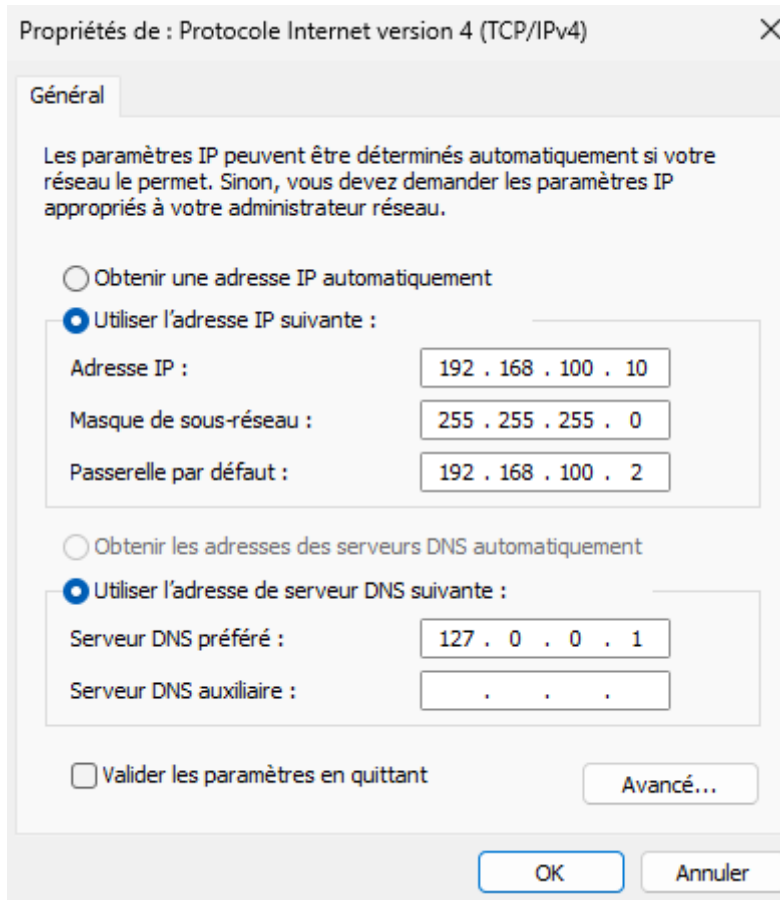 Propriétés de : Protocole Internet version 4 (TCP/IPv4)
Général
Les paramètres IP peuvent être déterminés automatiquement si votre
réseau le permet. Sinon, vous devez demander les paramètres IP
appropriés à votre administrateur réseau.
Obtenir une adresse IP automatiquement
Utiliser l'adresse IP suivante :
Adresse IP : 192 . 168 . 100 . 10
Masque de sous-réseau : 255 . 255 . 255 . 0
Passerelle par défaut : 192 . 168 . 100 . 2
Obtenir les adresses des serveurs DNS automatiquement
Utiliser l'adresse de serveur DNS suivante :
Serveur DNS préféré : 127 . 0 . 0 . 1
Serveur DNS auxiliaire : . . .
Valider les paramètres en quittant
Avancé...
OK Annuler